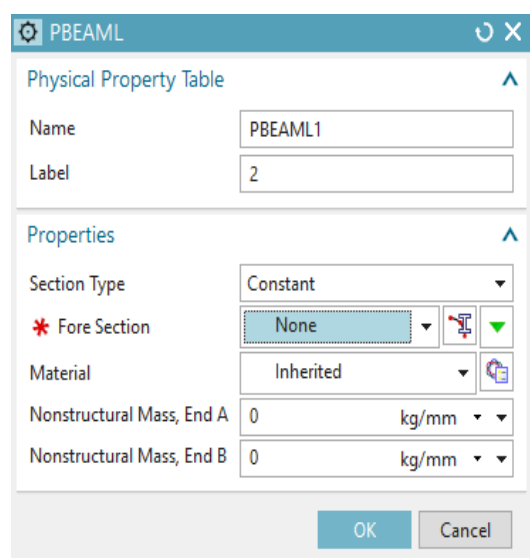 PBEAML
Physical Property Table
Name PBEAML1
Label 2
Properties
Section Type Constant
* Fore Section None
Material Inherited
Nonstructural Mass, End A 0 kg/mm
Nonstructural Mass, End B 0 kg/mm
OK Cancel